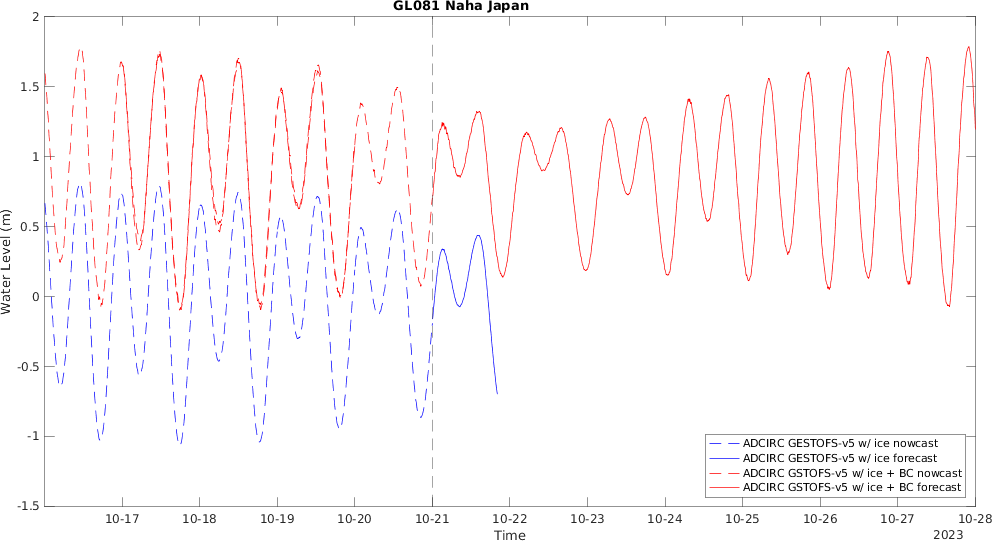 GL081 Naha Japan
2
1.5
1
0.5
0
-0.5
-1
-1.5
Water Level (m)
ADCIRC GESTOFS-v5 w/ ice nowcast
ADCIRC GESTOFS-v5 w/ ice forecast
ADCIRC GSTOFS-v5 w/ ice + BC nowcast
ADCIRC GSTOFS-v5 w/ ice + BC forecast
10-17 10-18 10-19 10-20 10-21 10-22 10-23 10-24 10-25 10-26 10-27 10-28
Time
2023